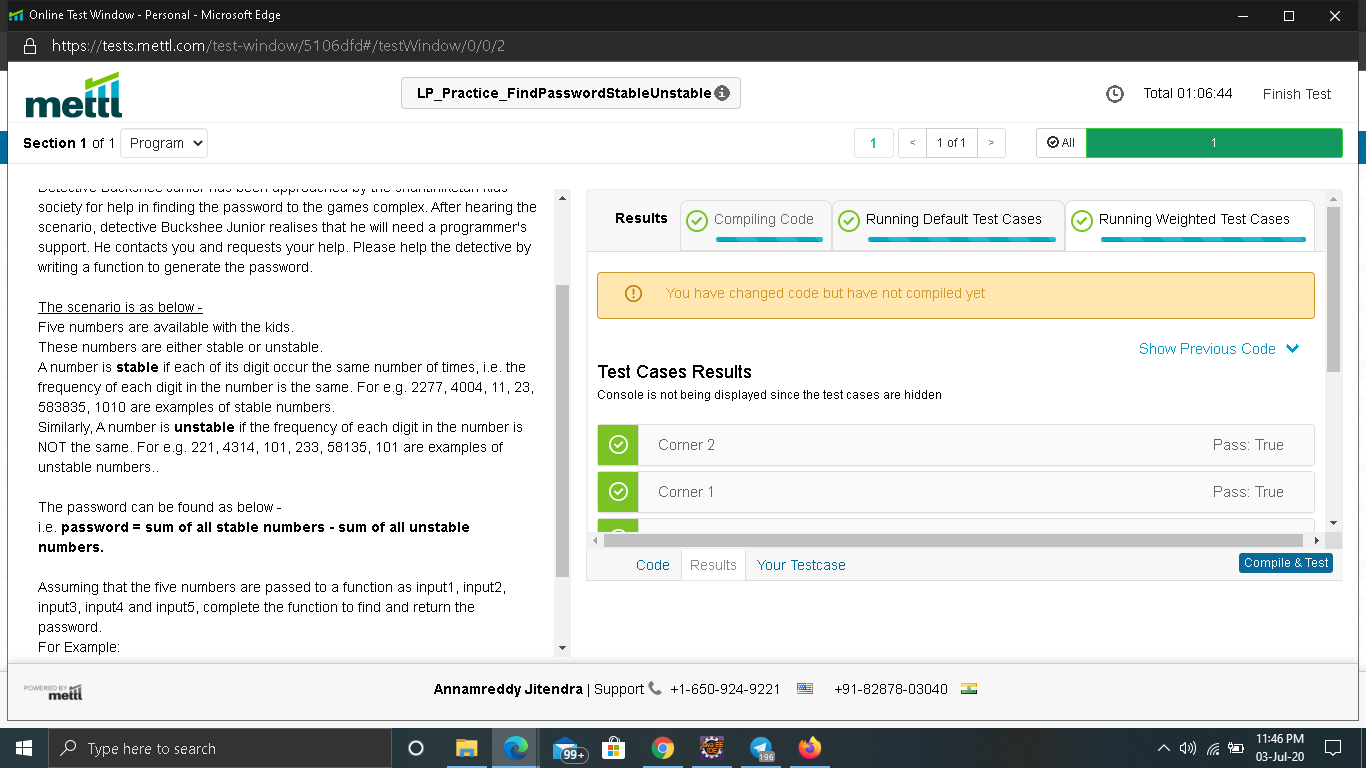 Online Test Window - Personal - Microsoft Edge
https://tests.mettl.com/test-window/5106dfd#/testWindow/0/0/2
mettl
LP_Practice_FindPasswordStableUnstable
Total 01:06:44
Finish Test
Section 1 of 1
Program
1
<
1 of 1
>
All
1
Detective Buckshee Junior has been approached by the shantiniketan kids
society for help in finding the password to the games complex. After hearing the
scenario, detective Buckshee Junior realises that he will need a programmer's
support. He contacts you and requests your help. Please help the detective by
writing a function to generate the password.
The scenario is as below -
Five numbers are available with the kids.
These numbers are either stable or unstable.
A number is stable if each of its digit occur the same number of times, i.e. the
frequency of each digit in the number is the same. For e.g. 2277, 4004, 11, 23,
583835, 1010 are examples of stable numbers.
Similarly, A number is unstable if the frequency of each digit in the number is
NOT the same. For e.g. 221, 4314, 101, 233, 58135, 101 are examples of
unstable numbers..
The password can be found as below -
i.e. password = sum of all stable numbers - sum of all unstable
numbers.
Assuming that the five numbers are passed to a function as input1, input2,
input3, input4 and input5, complete the function to find and return the
password.
For Example:
Results
Compiling Code
Running Default Test Cases
Running Weighted Test Cases
You have changed code but have not compiled yet
Show Previous Code
Test Cases Results
Console is not being displayed since the test cases are hidden
Corner 2
Pass: True
Corner 1
Pass: True
Code
Results
Your Testcase
Compile & Test
POWERED BY
mettl
Annamreddy Jitendra | Support +1-650-924-9221
+91-82878-03040
Type here to search
99+
196
11:46 PM
03-Jul-20